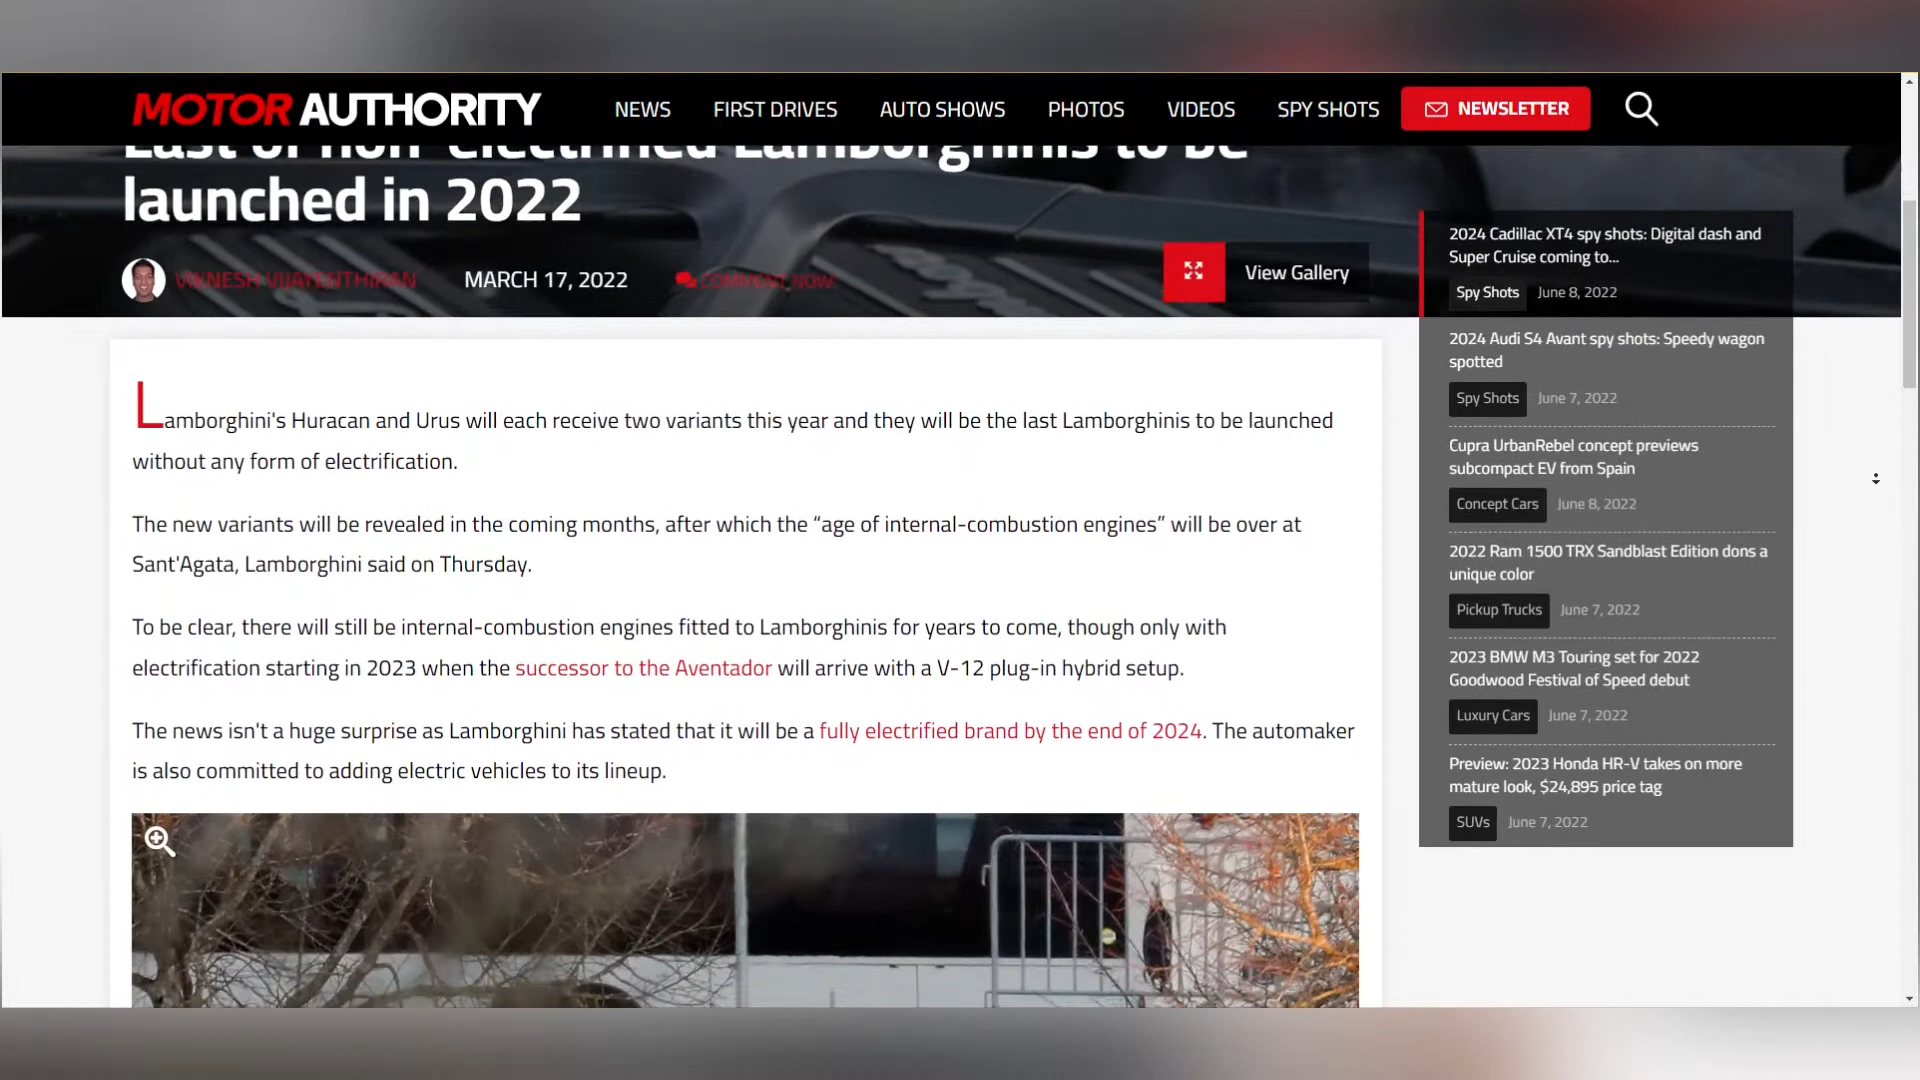 MOTOR AUTHORITY
NEWS
FIRST DRIVES
AUTO SHOWS
PHOTOS
VIDEOS
SPY SHOTS
NEWSLETTER
Last of non-electrified Lamborghinis to be
launched in 2022
VIKNESH VIJAYENTHIRAN
MARCH 17, 2022
COMMENT NOW!
View Gallery
Lamborghini's Huracan and Urus will each receive two variants this year and they will be the last Lamborghinis to be launched
without any form of electrification.
The new variants will be revealed in the coming months, after which the “age of internal-combustion engines” will be over at
Sant'Agata, Lamborghini said on Thursday.
To be clear, there will still be internal-combustion engines fitted to Lamborghinis for years to come, though only with
electrification starting in 2023 when the successor to the Aventador will arrive with a V-12 plug-in hybrid setup.
The news isn't a huge surprise as Lamborghini has stated that it will be a fully electrified brand by the end of 2024. The automaker
is also committed to adding electric vehicles to its lineup.
2024 Cadillac XT4 spy shots: Digital dash and
Super Cruise coming to...
Spy Shots June 8, 2022
2024 Audi S4 Avant spy shots: Speedy wagon
spotted
Spy Shots June 7, 2022
Cupra UrbanRebel concept previews
subcompact EV from Spain
Concept Cars June 8, 2022
2022 Ram 1500 TRX Sandblast Edition dons a
unique color
Pickup Trucks June 7, 2022
2023 BMW M3 Touring set for 2022
Goodwood Festival of Speed debut
Luxury Cars June 7, 2022
Preview: 2023 Honda HR-V takes on more
mature look, $24,895 price tag
SUVs June 7, 2022